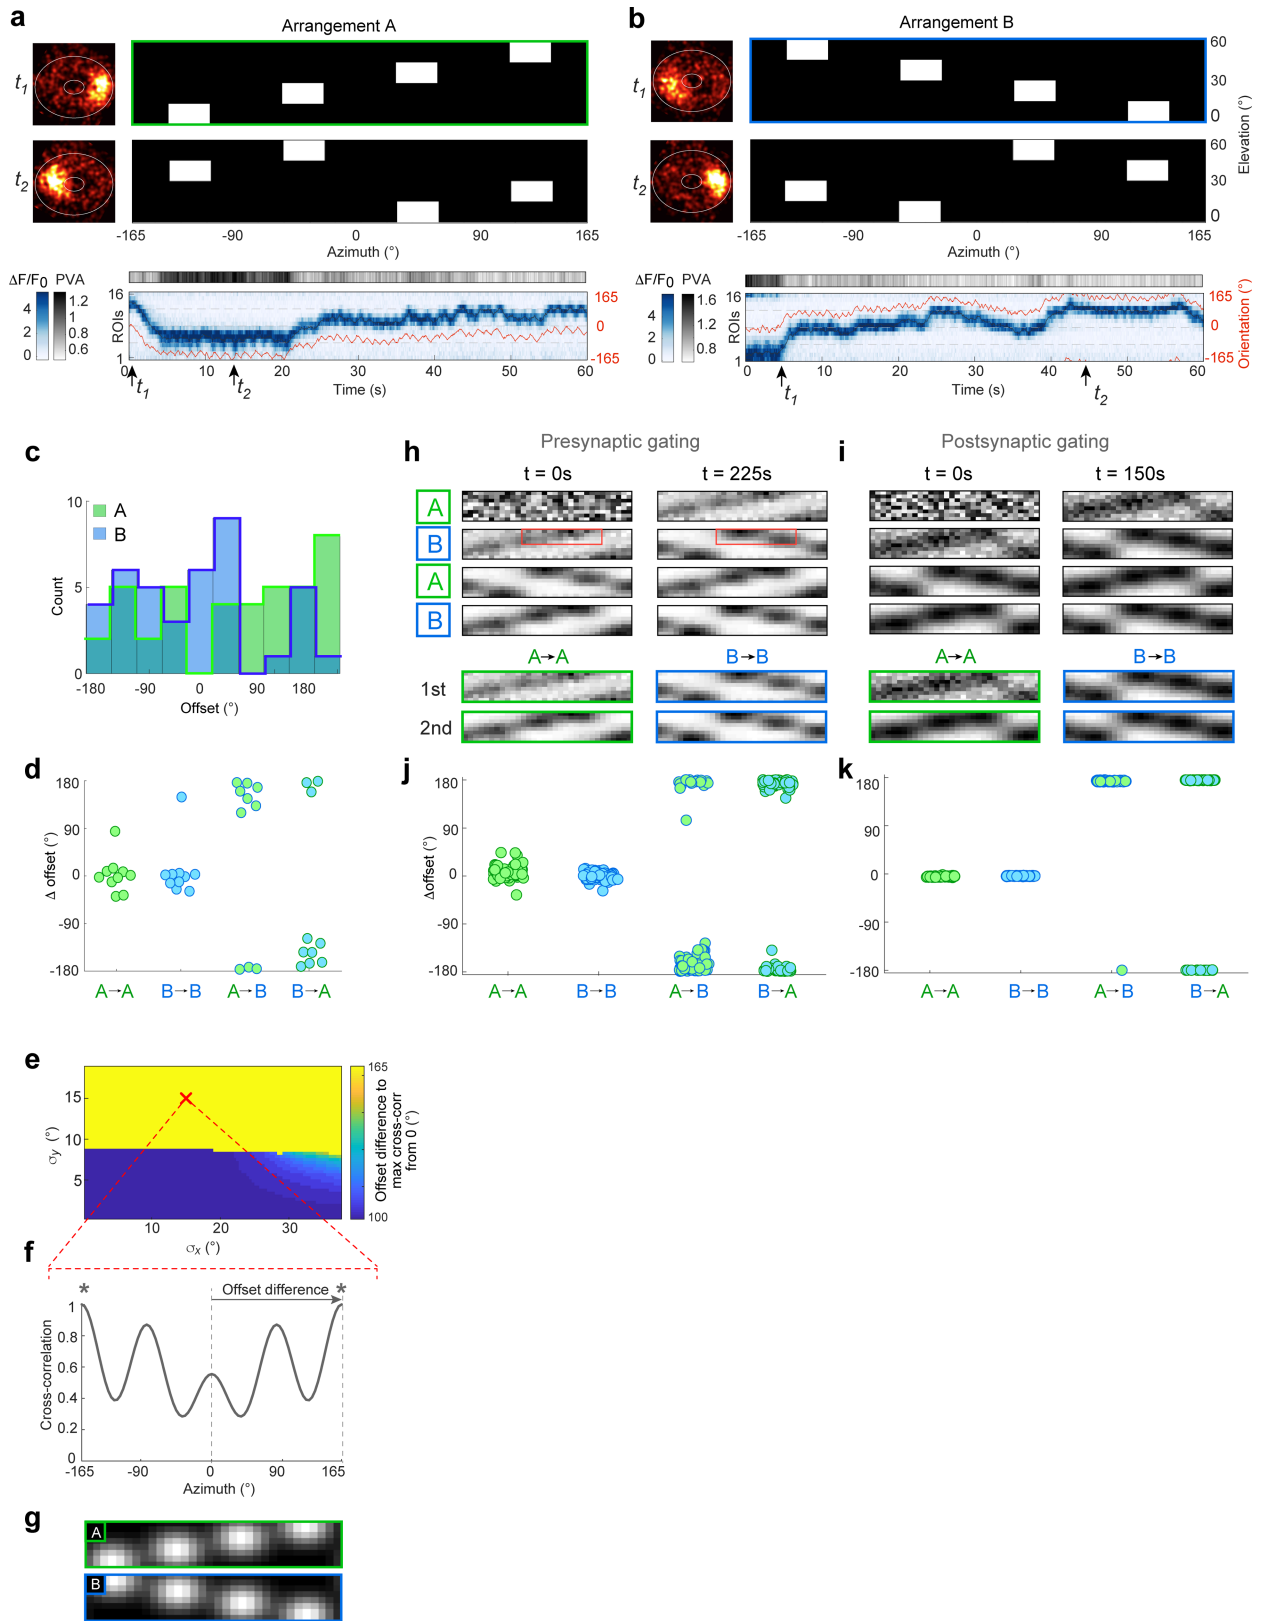 a
Arrangement A
t1
t2
-165 -90 0 90 165
Azimuth (°)
ΔF/F0 PVA
4
2
0
1.2
1
0.8
0.6
16
ROIs
1
165
0
-165
0 10 20 30 40 50 60
Time (s)
t1
t2
b
Arrangement B
t1
t2
60
30
0
60
30
0
Elevation (°)
-165 -90 0 90 165
Azimuth (°)
ΔF/F0 PVA
4
2
0
1.6
1.2
0.8
16
ROIs
1
165
0
-165
Orientation (°)
0 10 20 30 40 50 60
Time (s)
t1
t2
c
10
5
0
Count
A
B
-180 -90 0 90 180
Offset (°)
d
180
90
0
-90
-180
Δ offset (°)
A→A B→B A→B B→A
e
15
10
5
σy (°)
10 20 30
σx (°)
165
100
Offset difference to
max cross-corr
from 0 (°)
f
* Offset difference *
1
0.8
0.6
0.4
0.2
0
Cross-correlation
-165 -90 0 90 165
Azimuth (°)
g
A
B
h
Presynaptic gating
t = 0s t = 225s
A
B
A
B
A→A B→B
1st
2nd
i
Postsynaptic gating
t = 0s t = 150s
A→A B→B
j
180
90
0
-90
-180
Δoffset (°)
A→A B→B A→B B→A
k
180
90
0
-90
-180
A→A B→B A→B B→A